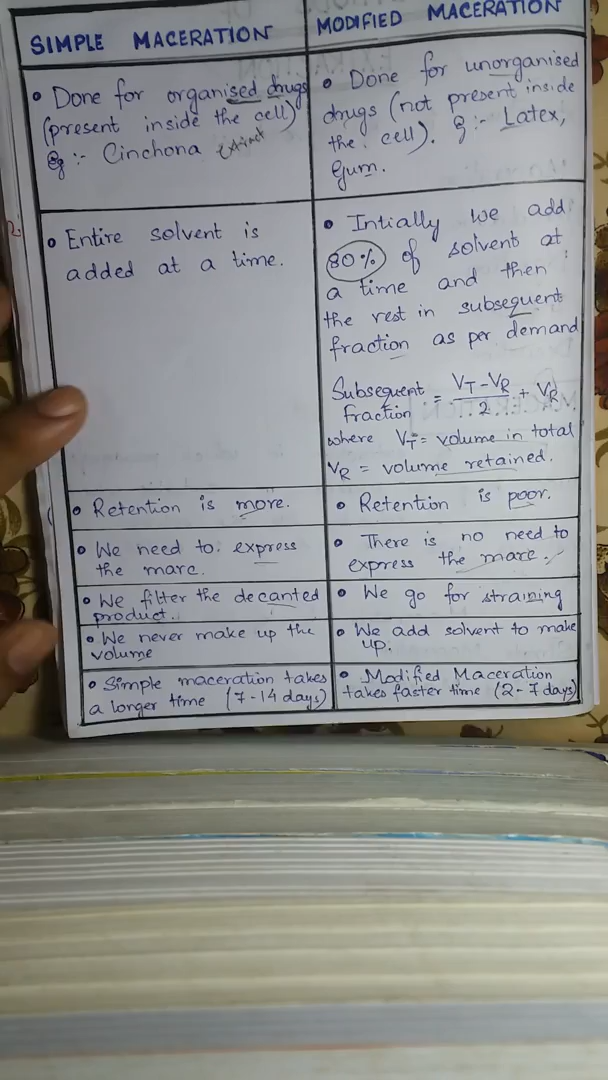 SIMPLE MACERATION
MODIFIED MACERATION
• Done for organised drugs
(present inside the cell)
Eg :- Cinchona extract
• Done for unorganised
drugs (not present inside
the cell). Eg :- Latex,
Gum.
2.
• Entire solvent is
added at a time.
• Intially we add
80% of solvent at
a time and then
the rest in subsequent
fraction as per demand
Subsequent fraction = (VT - VR)/2 + VR.
where VT = volume in total
VR = volume retained.
• Retention is more.
• Retention is poor.
• We need to express
the marc.
• There is no need to
express the marc.
• We filter the decanted
product.
• We go for straining
• We never make up the
volume
• We add solvent to make
up.
• Simple maceration takes
a longer time (7-14 days)
• Modified Maceration
takes faster time (2-7 days)